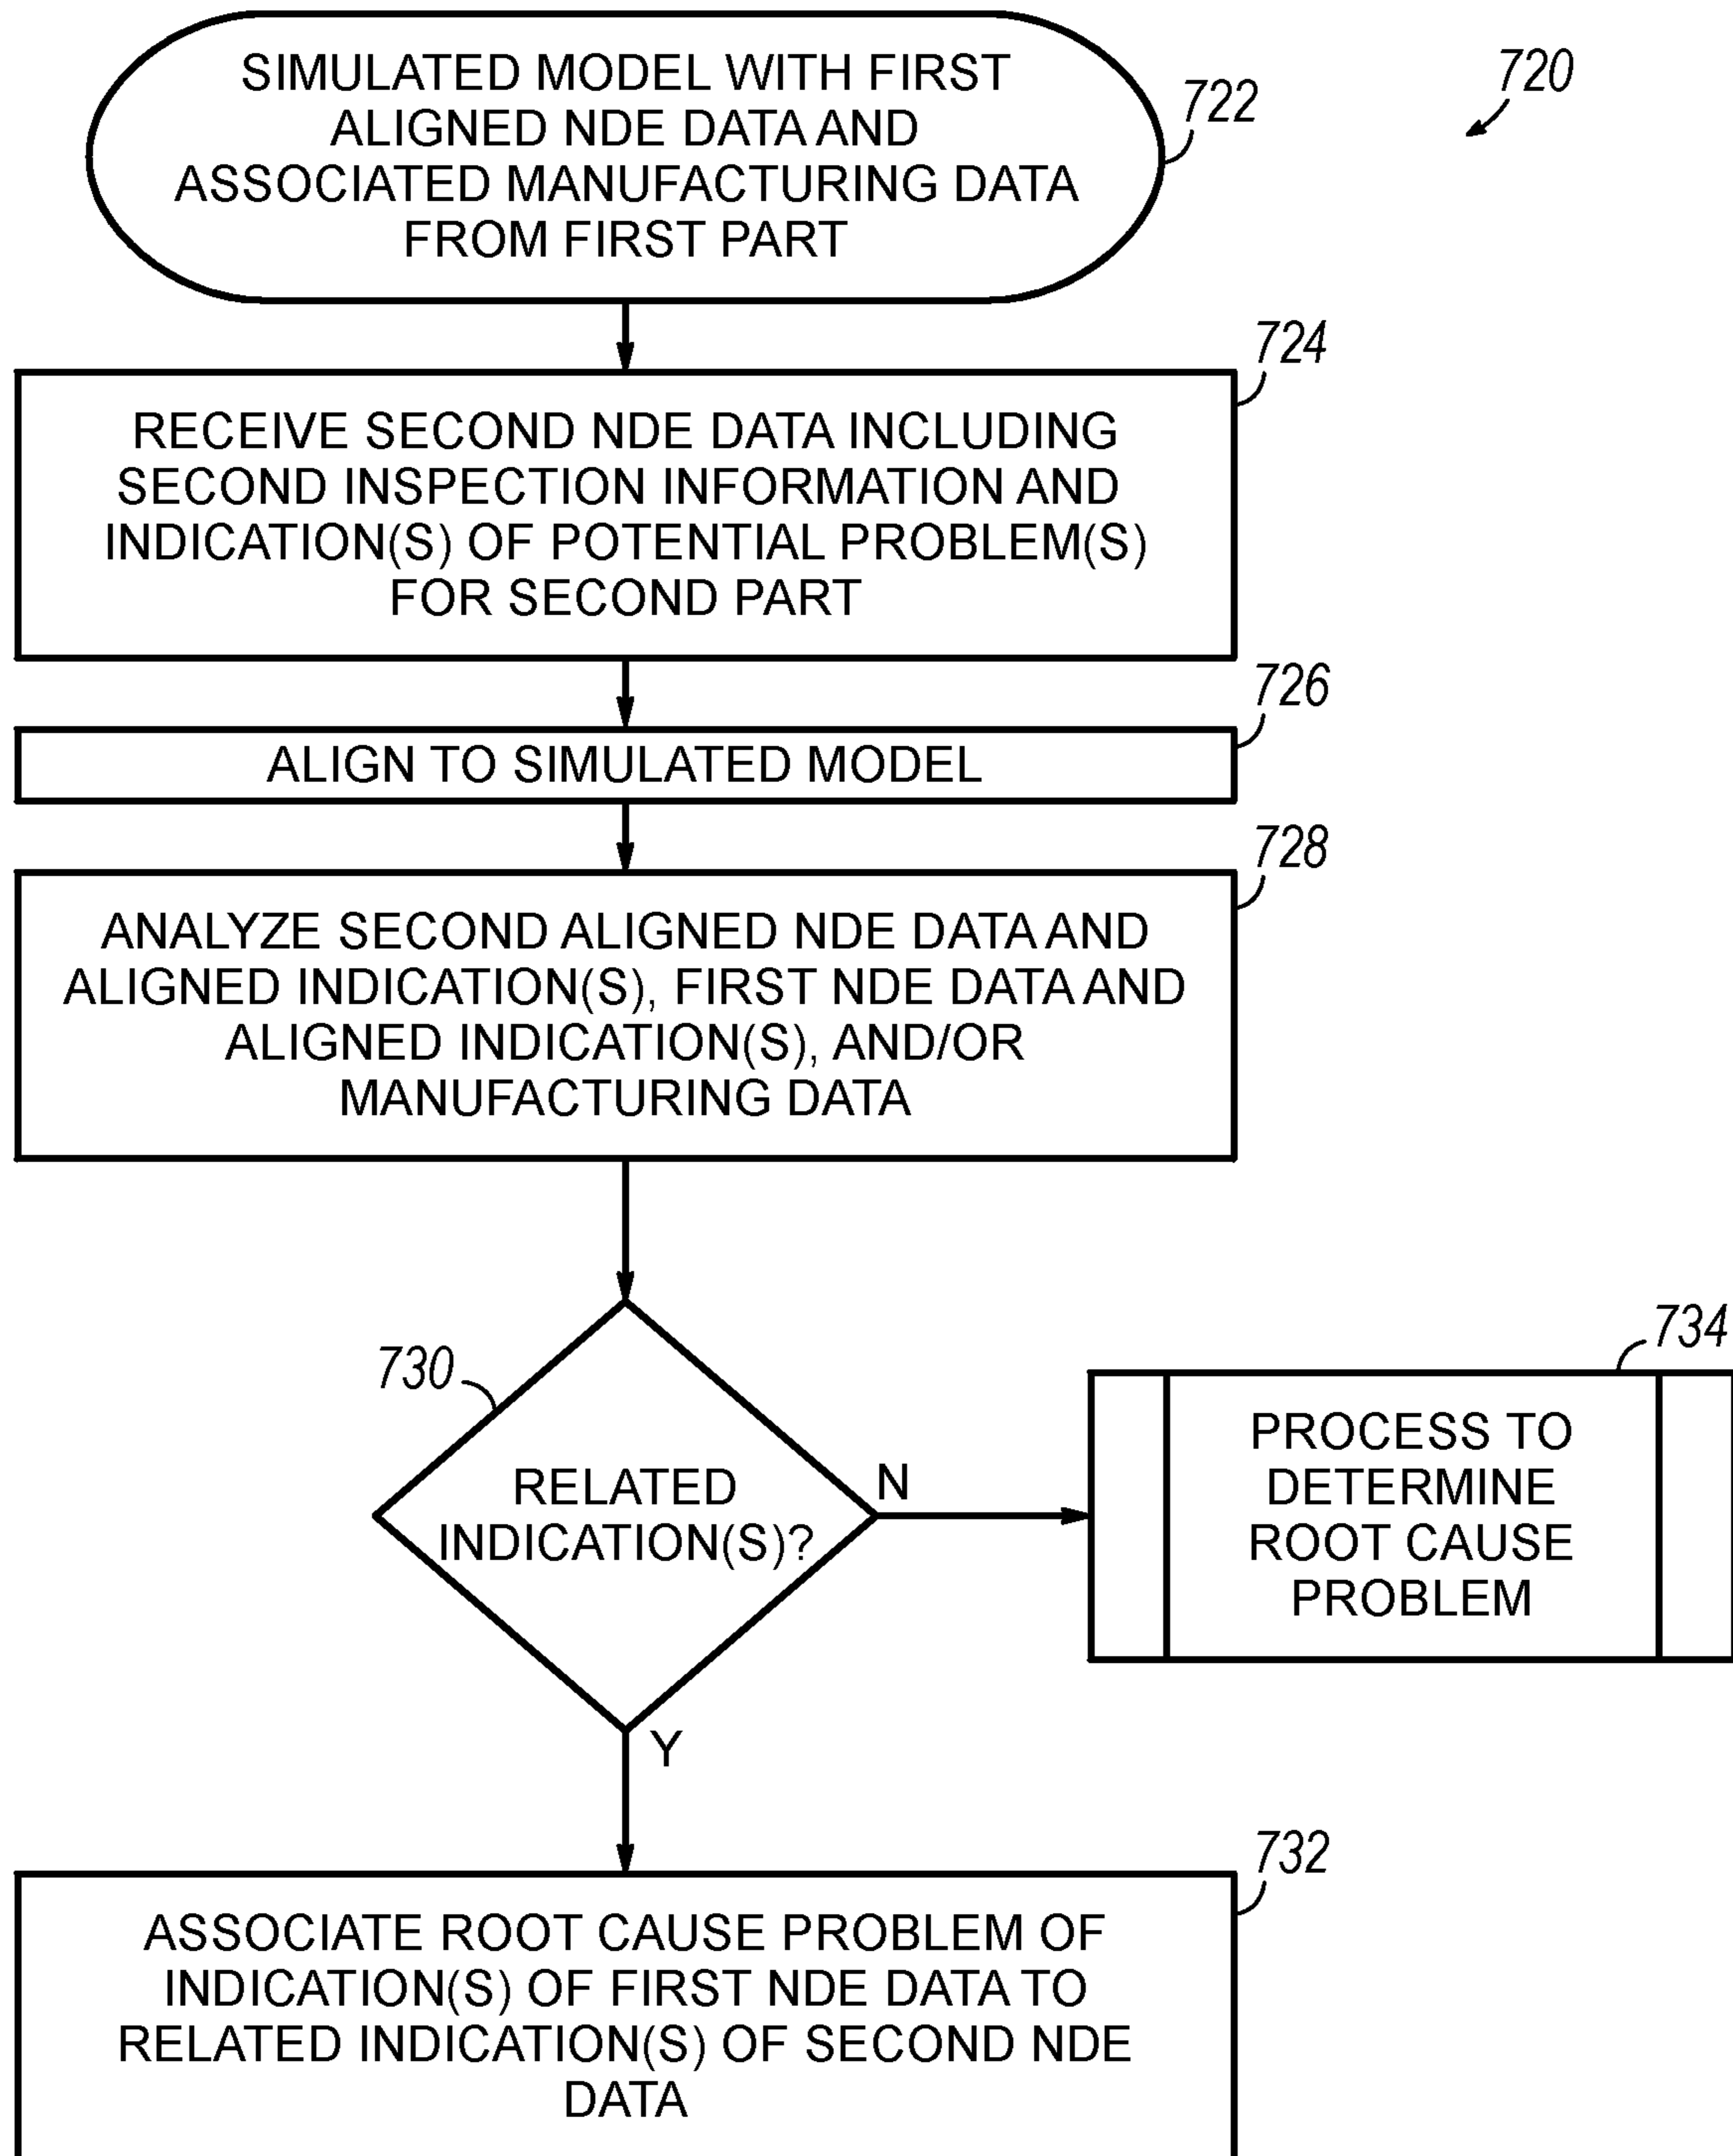 720
SIMULATED MODEL WITH FIRST
ALIGNED NDE DATA AND
ASSOCIATED MANUFACTURING DATA
FROM FIRST PART
722
724
RECEIVE SECOND NDE DATA INCLUDING
SECOND INSPECTION INFORMATION AND
INDICATION(S) OF POTENTIAL PROBLEM(S)
FOR SECOND PART
726
ALIGN TO SIMULATED MODEL
728
ANALYZE SECOND ALIGNED NDE DATA AND
ALIGNED INDICATION(S), FIRST NDE DATA AND
ALIGNED INDICATION(S), AND/OR
MANUFACTURING DATA
730
RELATED
INDICATION(S)?
N
734
PROCESS TO
DETERMINE
ROOT CAUSE
PROBLEM
Y
732
ASSOCIATE ROOT CAUSE PROBLEM OF
INDICATION(S) OF FIRST NDE DATA TO
RELATED INDICATION(S) OF SECOND NDE
DATA